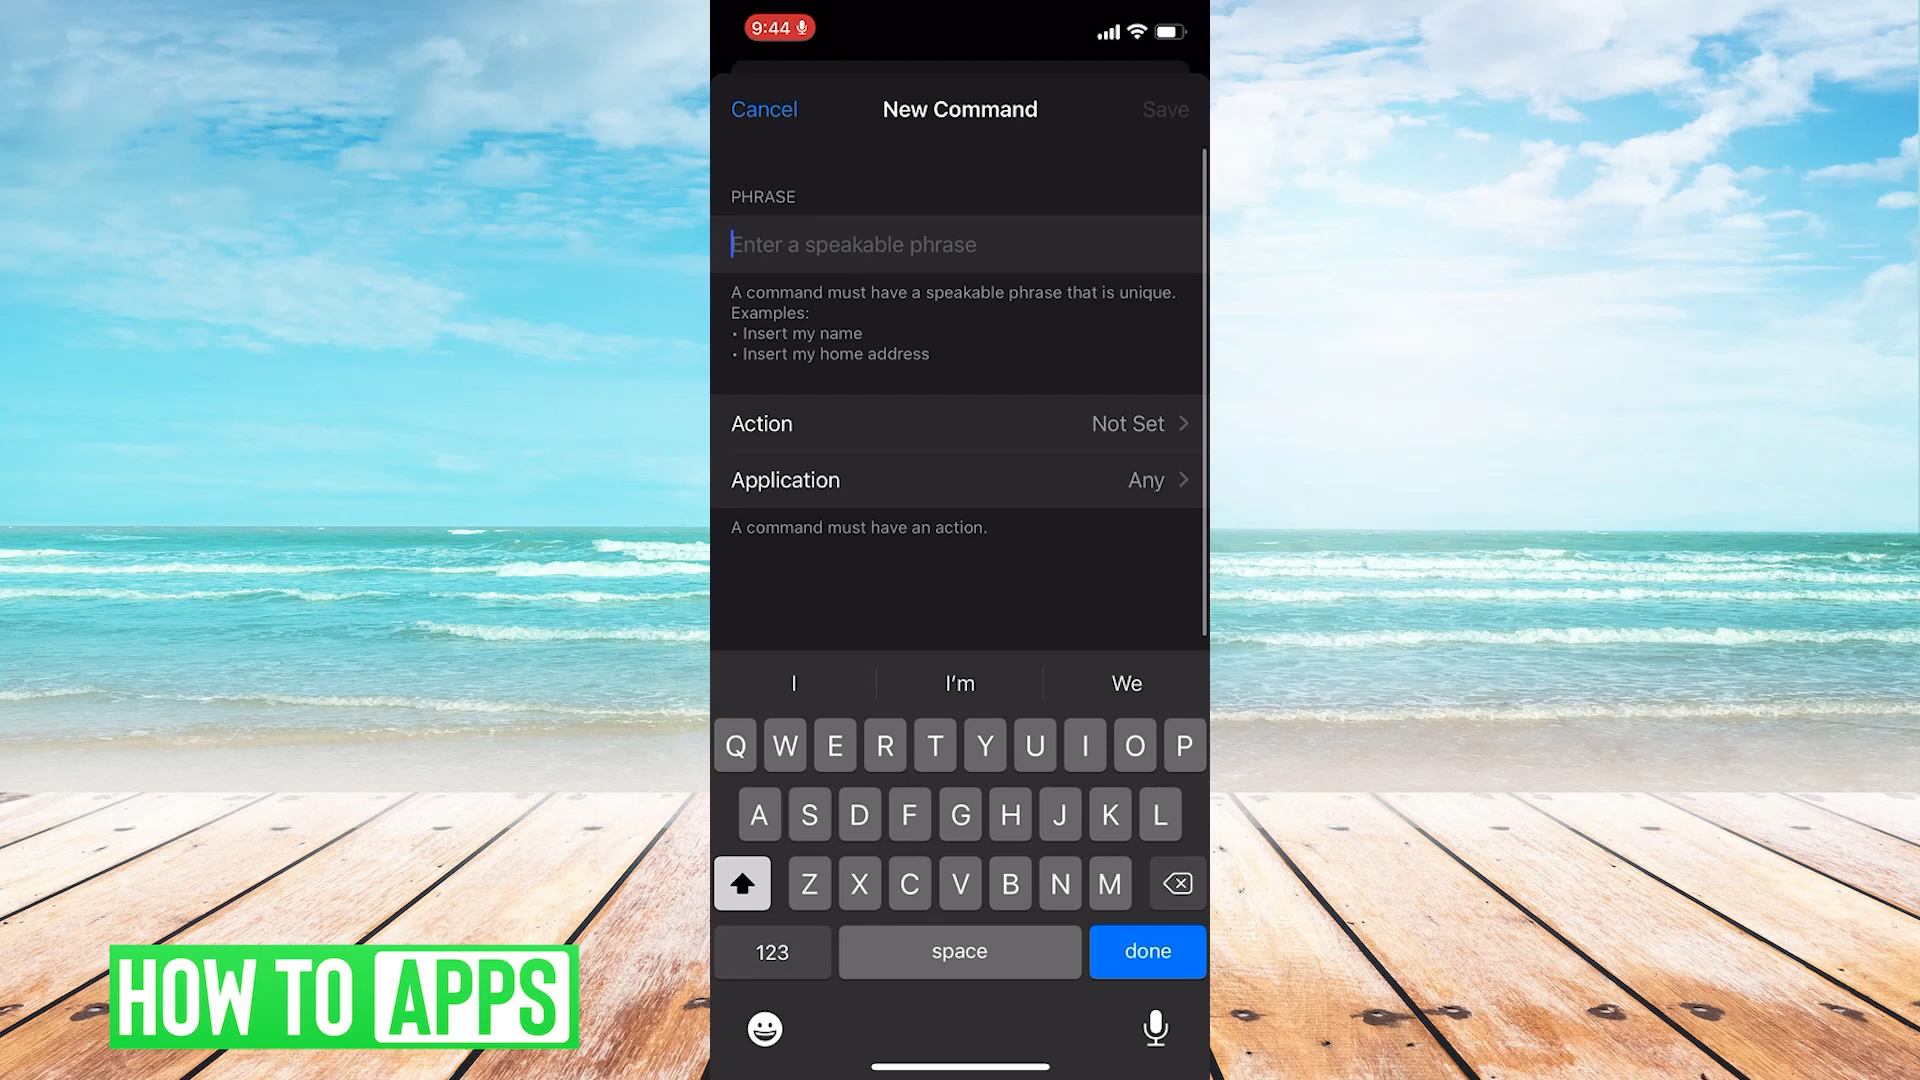 9:44
Cancel
New Command
Save
PHRASE
Enter a speakable phrase
A command must have a speakable phrase that is unique.
Examples:
• Insert my name
• Insert my home address
Action
Not Set
Application
Any
A command must have an action.
I
I'm
We
Q W E R T Y U I O P
A S D F G H J K L
Z X C V B N M
123
space
done
HOW TO APPS